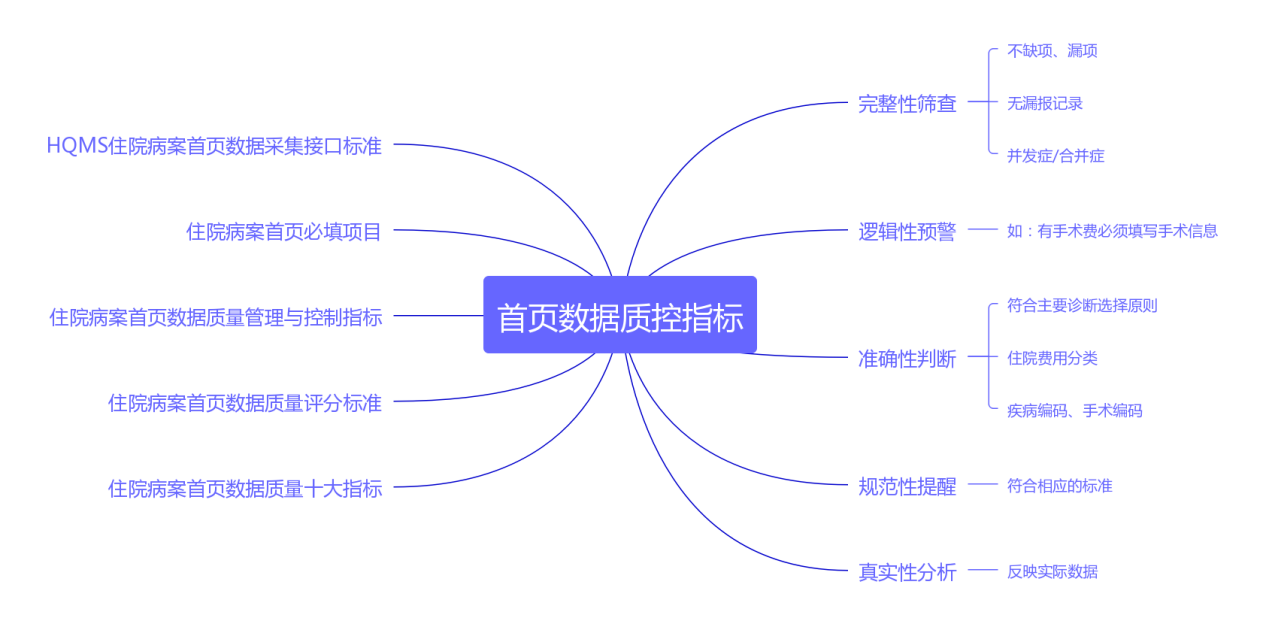 首页数据质控指标
HQMS住院病案首页数据采集接口标准
住院病案首页必填项目
住院病案首页数据质量管理与控制指标
住院病案首页数据质量评分标准
住院病案首页数据质量十大指标
完整性筛查
不缺项、漏项
无漏报记录
并发症/合并症
逻辑性预警
如：有手术费必须填写手术信息
准确性判断
符合主要诊断选择原则
住院费用分类
疾病编码、手术编码
规范性提醒
符合相应的标准
真实性分析
反映实际数据